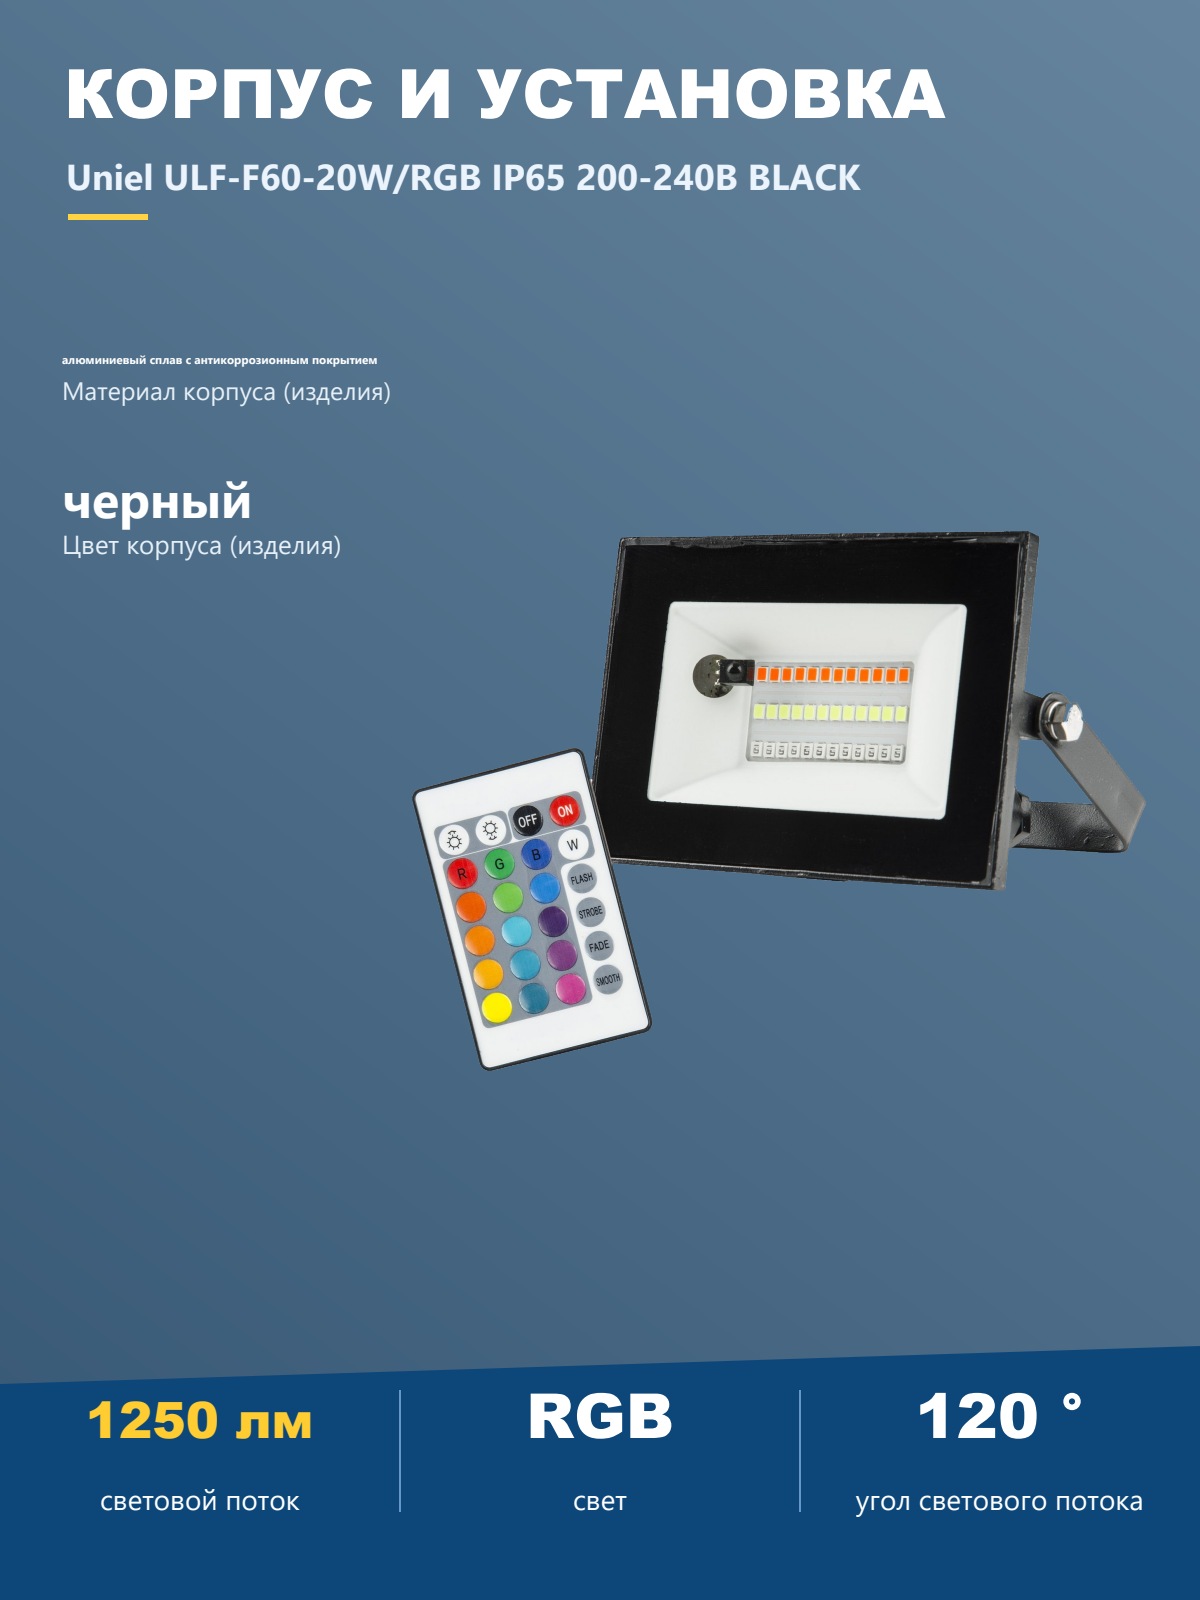 КОРПУС И УСТАНОВКА
Uniel ULF-F60-20W/RGB IP65 200-240В BLACK
алюминиевый сплав с антикоррозионным покрытием
Материал корпуса (изделия)
черный
Цвет корпуса (изделия)
OFF ON
R G B W
FLASH
STROBE
FADE
SMOOTH
1250 лм
световой поток
RGB
свет
120 °
угол светового потока